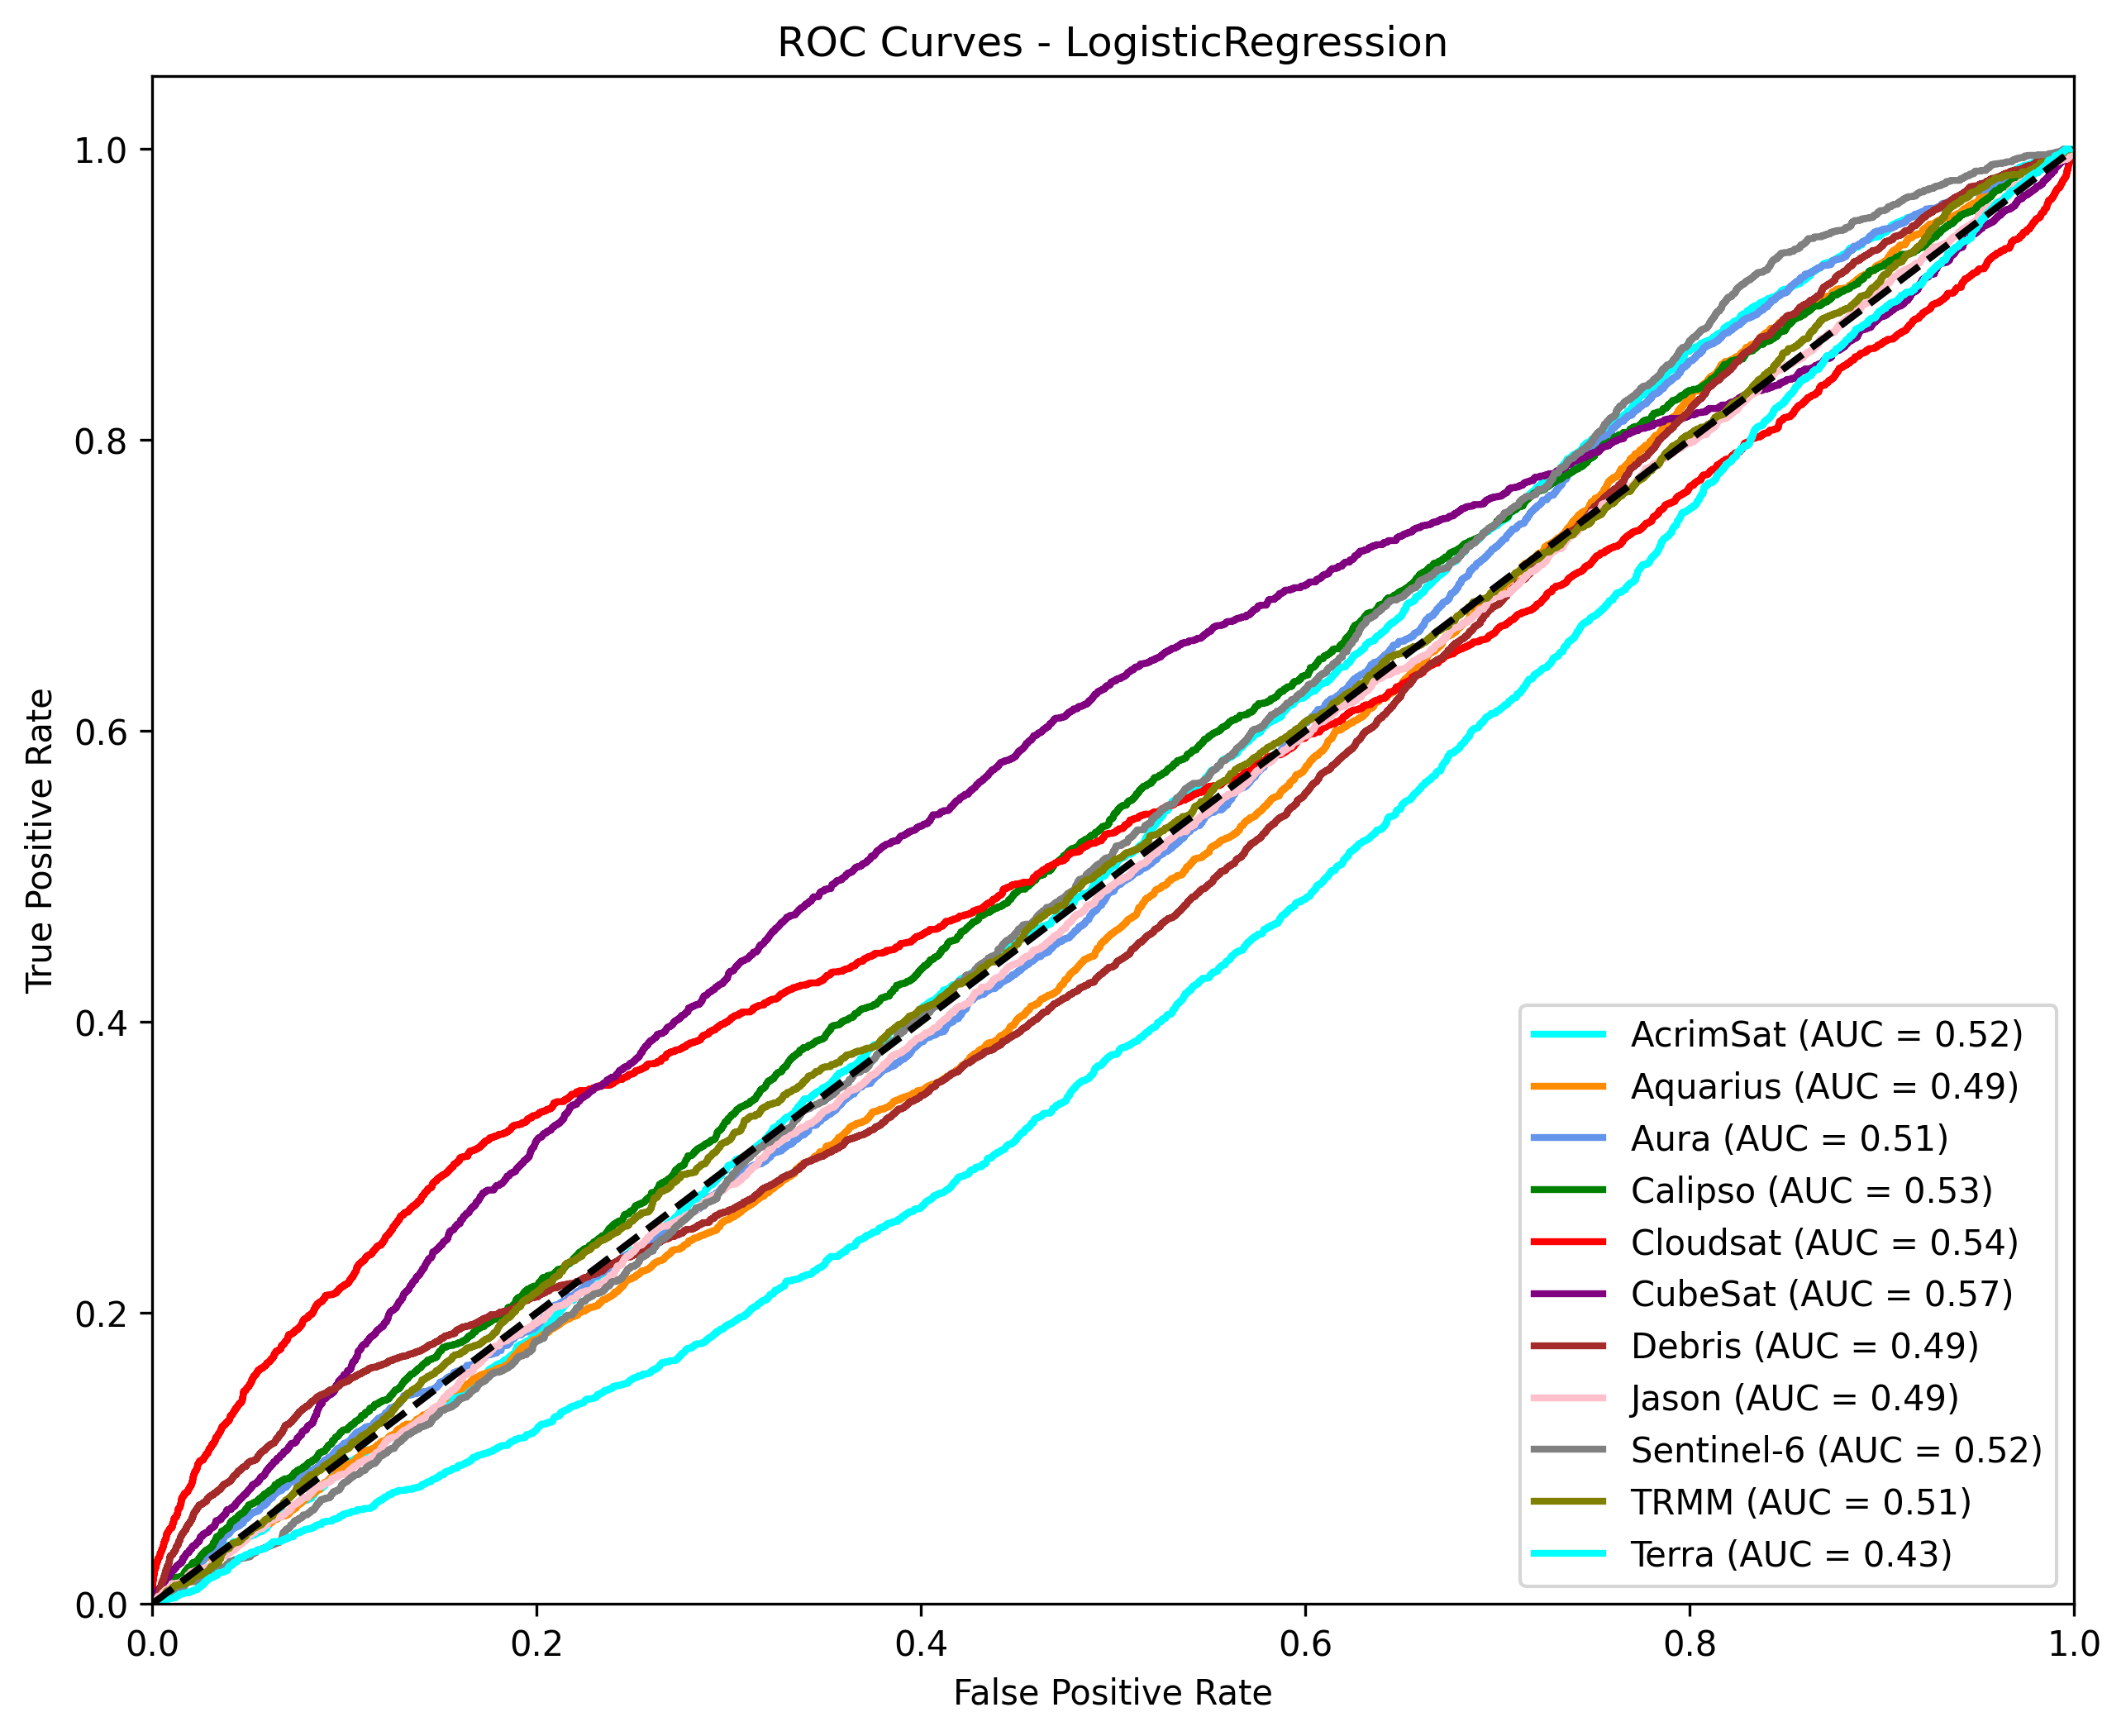 ROC Curves - LogisticRegression
True Positive Rate
1.0
0.8
0.6
0.4
0.2
0.0
0.0 0.2 0.4 0.6 0.8 1.0
False Positive Rate
AcrimSat (AUC = 0.52)
Aquarius (AUC = 0.49)
Aura (AUC = 0.51)
Calipso (AUC = 0.53)
Cloudsat (AUC = 0.54)
CubeSat (AUC = 0.57)
Debris (AUC = 0.49)
Jason (AUC = 0.49)
Sentinel-6 (AUC = 0.52)
TRMM (AUC = 0.51)
Terra (AUC = 0.43)